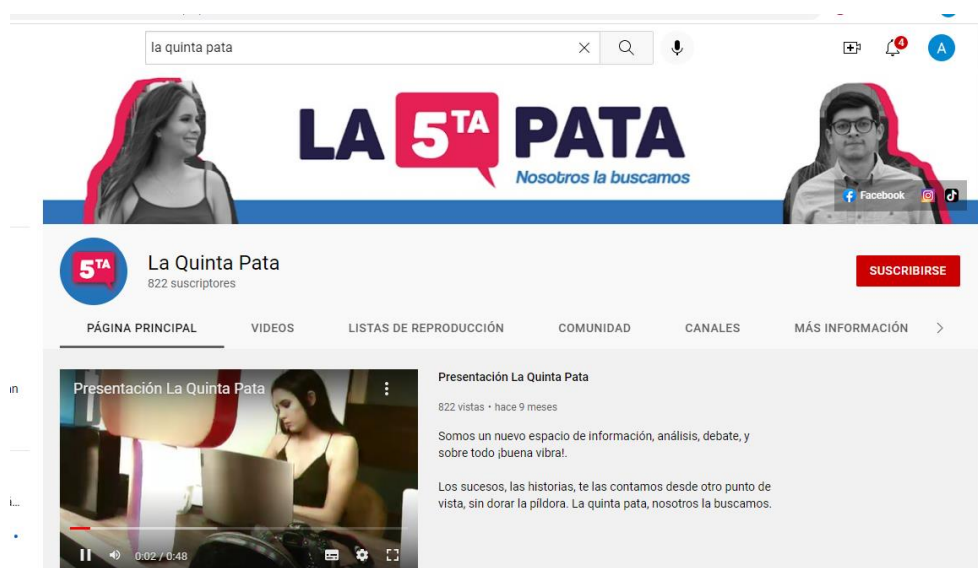 la quinta pata
4
A
LA 5TA PATA
Nosotros la buscamos
Facebook
5TA
La Quinta Pata
822 suscriptores
SUSCRIBIRSE
PÁGINA PRINCIPAL VIDEOS LISTAS DE REPRODUCCIÓN COMUNIDAD CANALES MÁS INFORMACIÓN
Presentación La Quinta Pata
0:02 / 0:48
Presentación La Quinta Pata
822 vistas • hace 9 meses
Somos un nuevo espacio de información, análisis, debate, y
sobre todo ¡buena vibra!.
Los sucesos, las historias, te las contamos desde otro punto de
vista, sin dorar la píldora. La quinta pata, nosotros la buscamos.